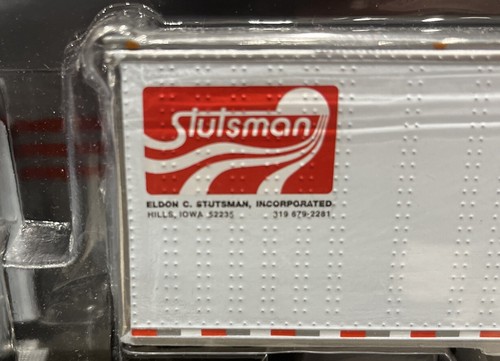 Stutsman
ELDON C. STUTSMAN, INCORPORATED
HILLS, IOWA 52235 319 679-2281